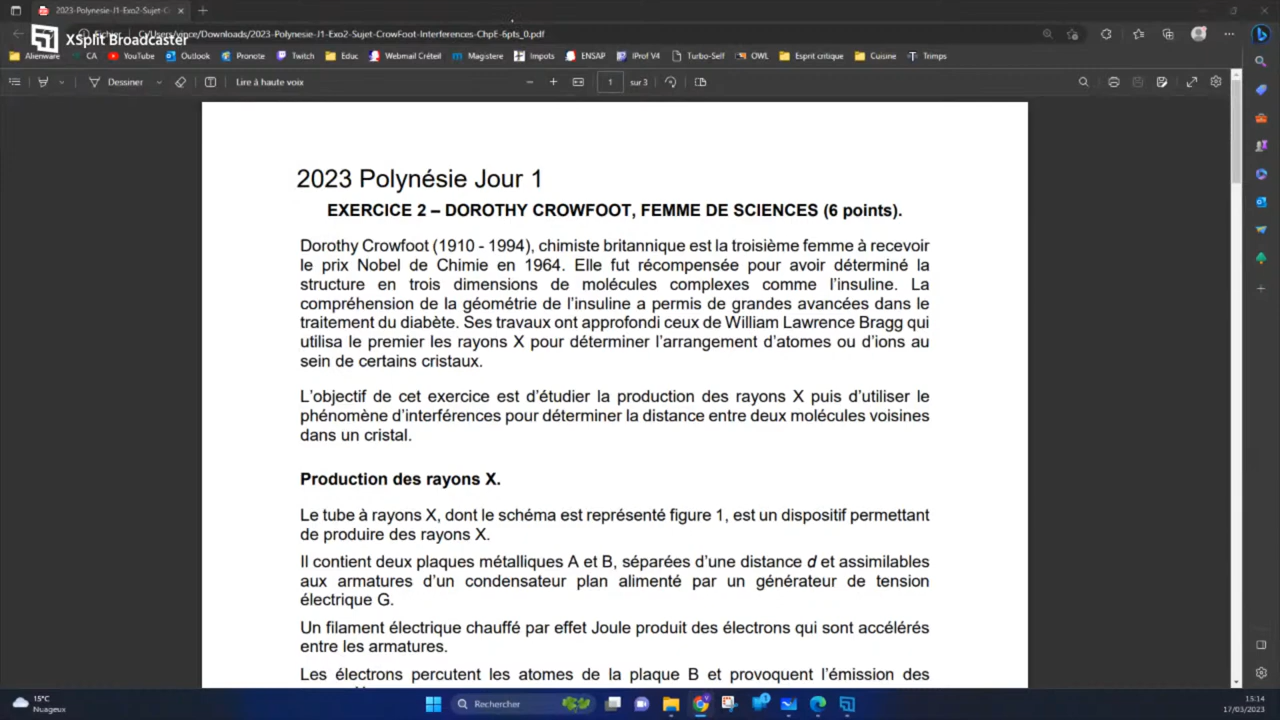 2023-Polynesie-J1-Exo2-Sujet-Cr
XSplit Broadcaster
C:/Users/vince/Downloads/2023-Polynesie-J1-Exo2-Sujet-CrowFoot-Interferences-ChpE-6pts_0.pdf
Alienware CA YouTube Outlook Pronote Twitch Educ Webmail Créteil Magistere Impots ENSAP IProf V4 Turbo-Self OWL Esprit critique Cuisine Trimps
Dessiner Lire à haute voix 1 sur 3
2023 Polynésie Jour 1
EXERCICE 2 – DOROTHY CROWFOOT, FEMME DE SCIENCES (6 points).
Dorothy Crowfoot (1910 - 1994), chimiste britannique est la troisième femme à recevoir
le prix Nobel de Chimie en 1964. Elle fut récompensée pour avoir déterminé la
structure en trois dimensions de molécules complexes comme l’insuline. La
compréhension de la géométrie de l’insuline a permis de grandes avancées dans le
traitement du diabète. Ses travaux ont approfondi ceux de William Lawrence Bragg qui
utilisa le premier les rayons X pour déterminer l’arrangement d’atomes ou d’ions au
sein de certains cristaux.
L’objectif de cet exercice est d’étudier la production des rayons X puis d’utiliser le
phénomène d’interférences pour déterminer la distance entre deux molécules voisines
dans un cristal.
Production des rayons X.
Le tube à rayons X, dont le schéma est représenté figure 1, est un dispositif permettant
de produire des rayons X.
Il contient deux plaques métalliques A et B, séparées d’une distance d et assimilables
aux armatures d’un condensateur plan alimenté par un générateur de tension
électrique G.
Un filament électrique chauffé par effet Joule produit des électrons qui sont accélérés
entre les armatures.
Les électrons percutent les atomes de la plaque B et provoquent l’émission des
15°C
Nuageux
Rechercher
15:14
17/03/2023